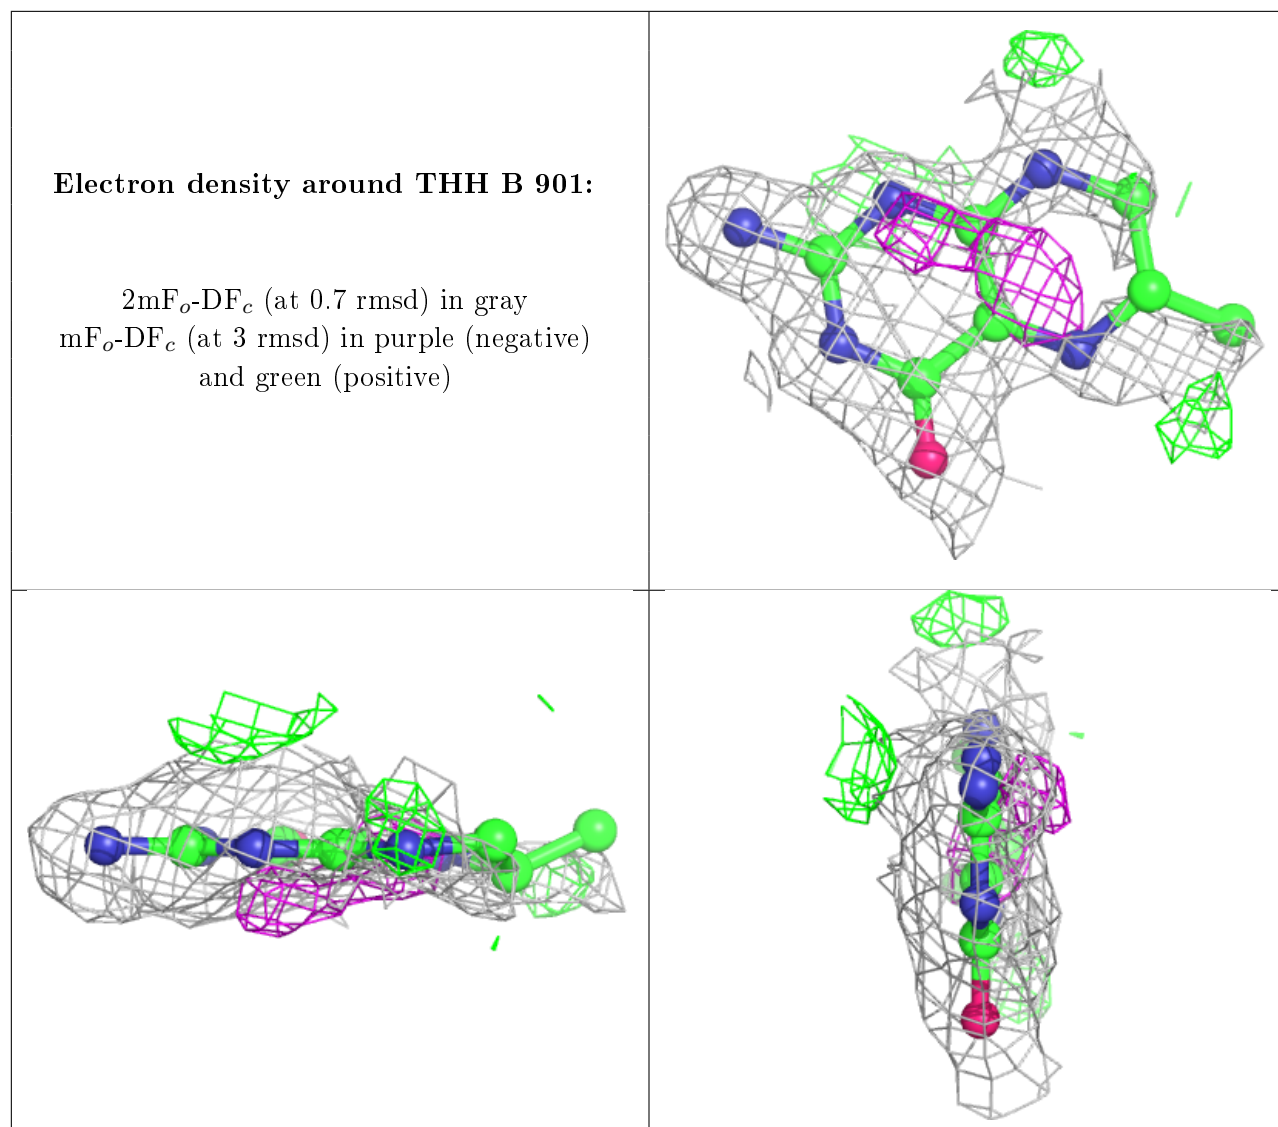 Electron density around THH B 901:
2mFo-DFc (at 0.7 rmsd) in gray
mFo-DFc (at 3 rmsd) in purple (negative)
and green (positive)